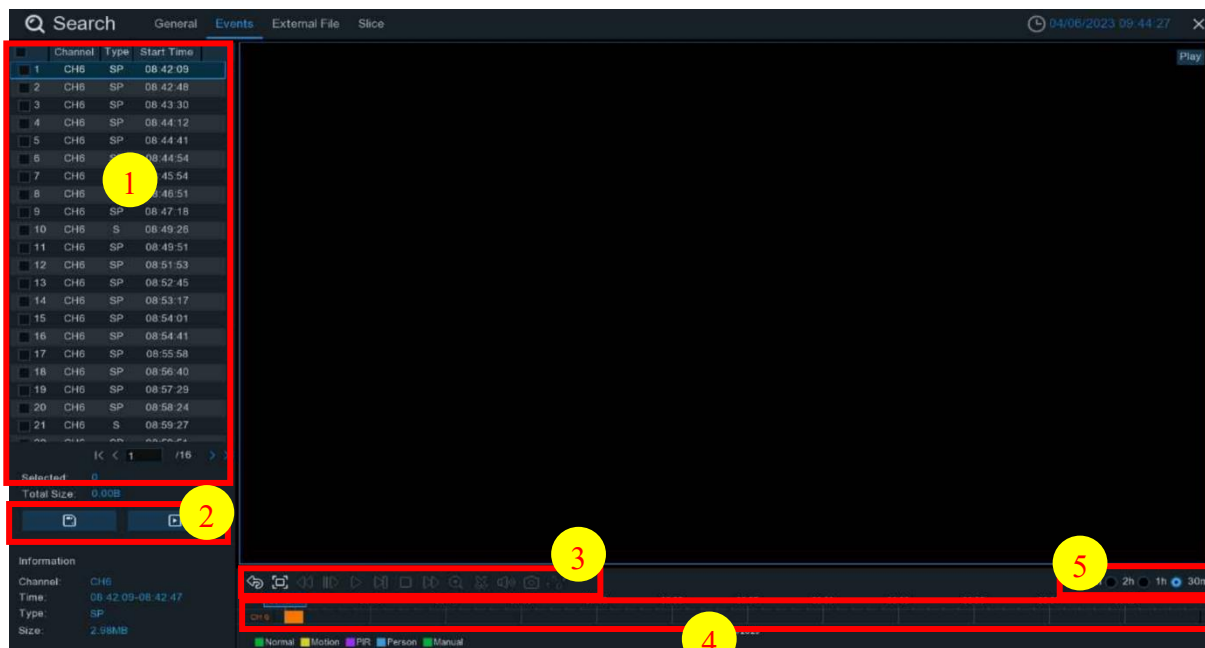 Search General Events External File Slice 04/06/2023 09:44:27
Channel Type Start Time
Play
1 CH6 SP 08:42:09
2 CH6 SP 08:42:48
3 CH6 SP 08:43:30
4 CH6 SP 08:44:12
5 CH6 SP 08:44:41
6 CH6 08:44:54
7 CH6 45:54
8 CH6 46:51
9 CH6 SP 08:47:18
10 CH6 S 08:49:26
11 CH6 SP 08:49:51
12 CH6 SP 08:51:53
13 CH6 SP 08:52:45
14 CH6 SP 08:53:17
15 CH6 SP 08:54:01
16 CH6 SP 08:54:41
17 CH6 SP 08:55:58
18 CH6 SP 08:56:40
19 CH6 SP 08:57:29
20 CH6 SP 08:58:24
21 CH6 S 08:59:27
1
1 /16
Selected: 0
Total Size: 0.00B
2
3
5
Information
Channel: CH6
Time: 08:42:09-08:42:47
Type: SP
Size: 2.98MB
2h 1h 30m
CH 6
4
Normal Motion PIR Person Manual